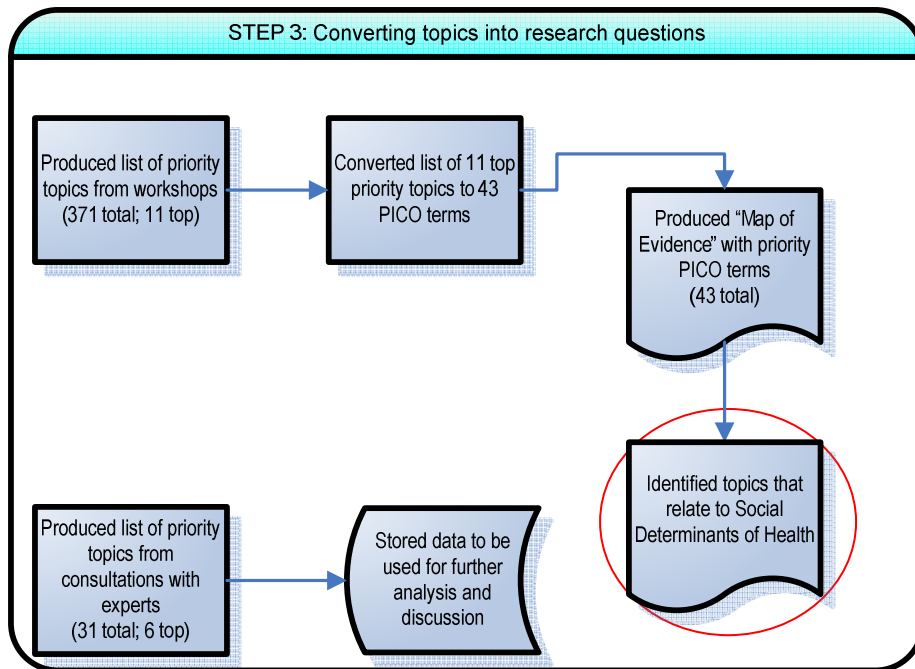 STEP 3: Converting topics into research questions
Produced list of priority
topics from workshops
(371 total; 11 top)
Converted list of 11 top
priority topics to 43
PICO terms
Produced “Map of
Evidence” with priority
PICO terms
(43 total)
Identified topics that
relate to Social
Determinants of Health
Produced list of priority
topics from
consultations with
experts
(31 total; 6 top)
Stored data to be
used for further
analysis and
discussion